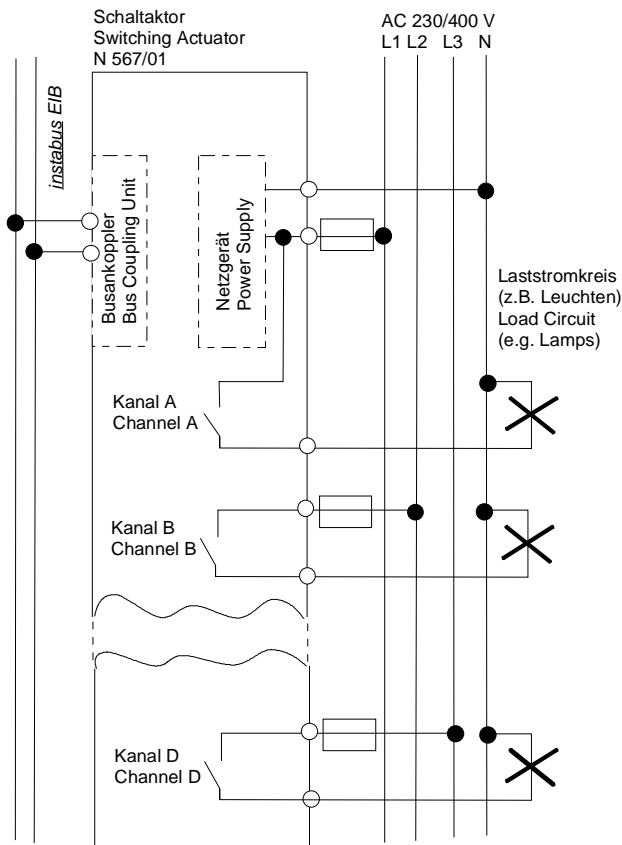 Schaltaktor
Switching Actuator
N 567/01
AC 230/400 V
L1 L2 L3 N
instabus EIB
Busankoppler
Bus Coupling Unit
Netzgerät
Power Supply
Laststromkreis
(z.B. Leuchten)
Load Circuit
(e.g. Lamps)
Kanal A
Channel A
Kanal B
Channel B
Kanal D
Channel D